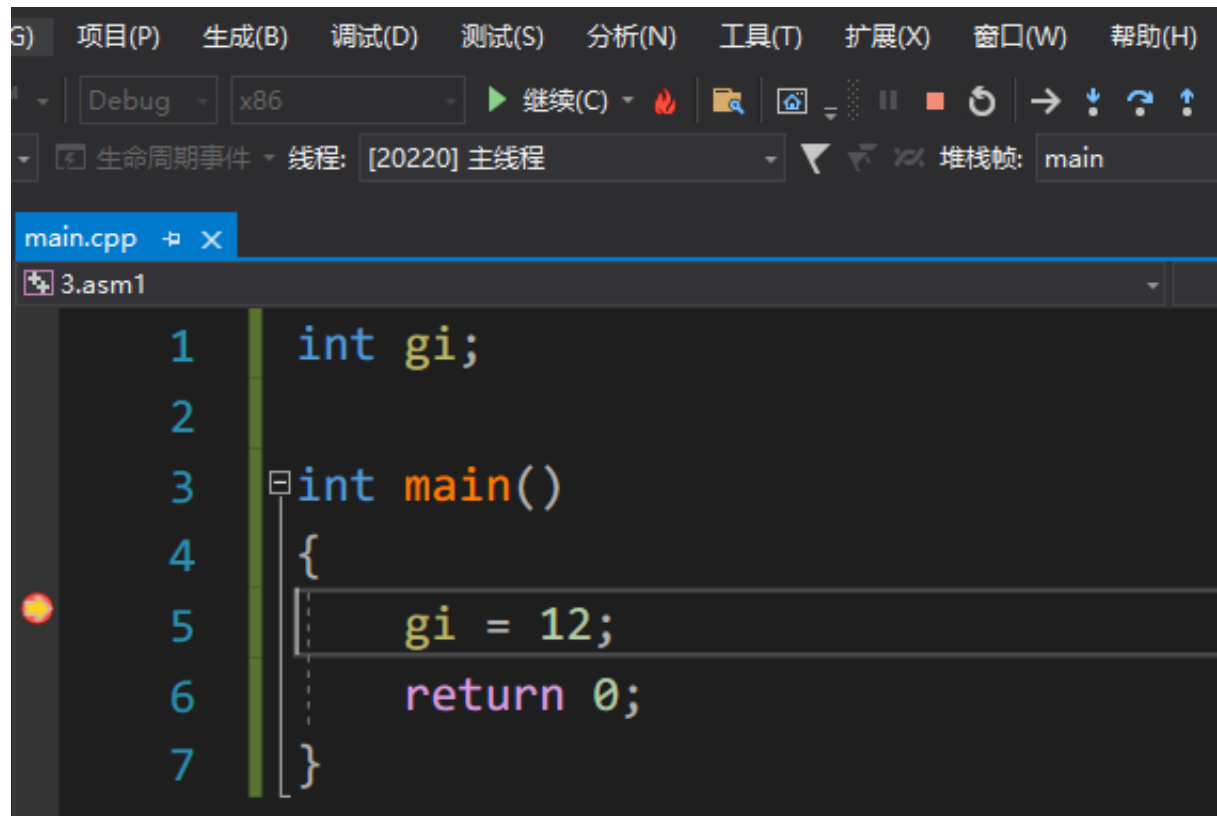 G) 项目(P) 生成(B) 调试(D) 测试(S) 分析(N) 工具(T) 扩展(X) 窗口(W) 帮助(H)
Debug x86 继续(C)
生命周期事件 线程: [20220] 主线程 堆栈帧: main
main.cpp
3.asm1
1 int gi;
2
3 int main()
4 {
5 gi = 12;
6 return 0;
7 }